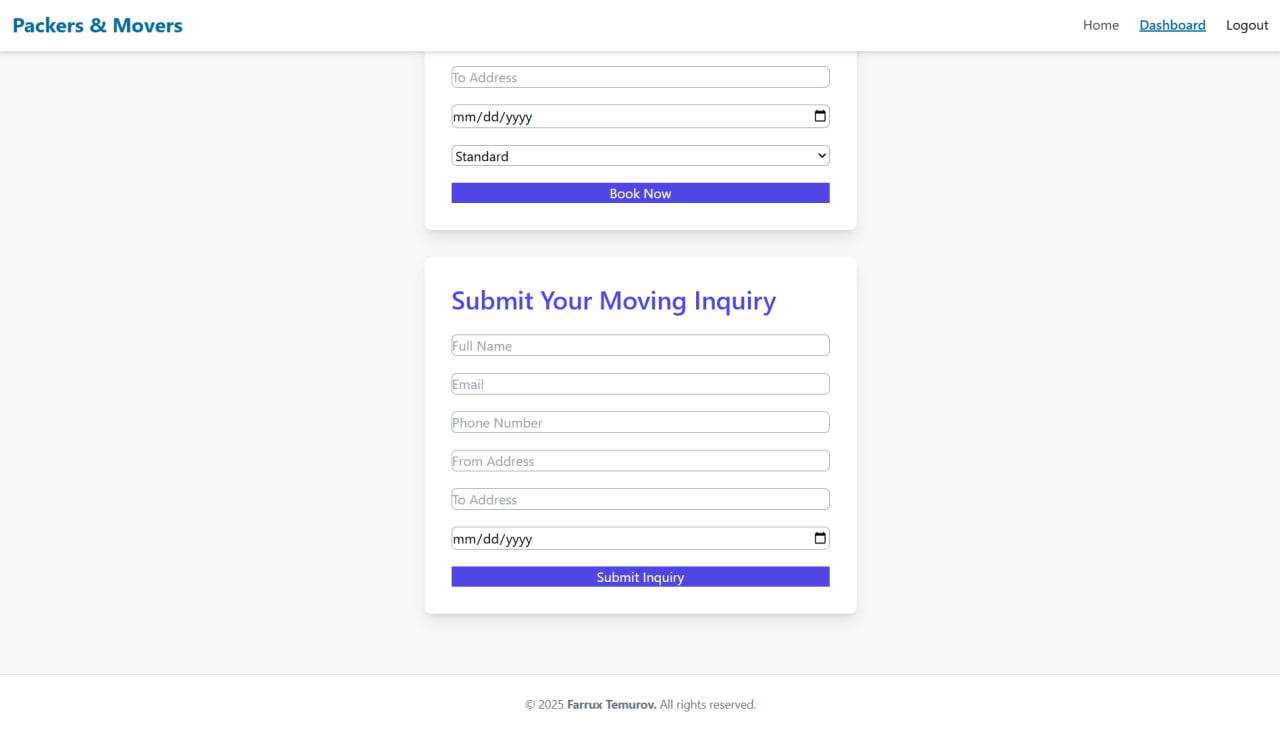 Packers & Movers
Home Dashboard Logout
To Address
mm/dd/yyyy
Standard
Book Now
Submit Your Moving Inquiry
Full Name
Email
Phone Number
From Address
To Address
mm/dd/yyyy
Submit Inquiry
© 2025 Farrux Temurov. All rights reserved.